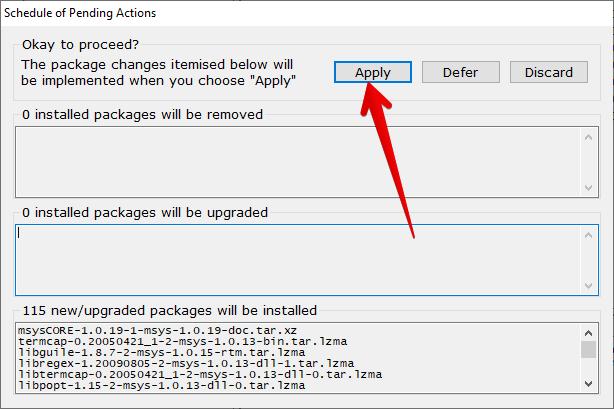 Schedule of Pending Actions
Okay to proceed?
The package changes itemised below will
be implemented when you choose "Apply"
Apply
Defer
Discard
0 installed packages will be removed
0 installed packages will be upgraded
115 new/upgraded packages will be installed
msysCORE-1.0.19-1-msys-1.0.19-doc.tar.xz
termcap-0.20050421_1-2-msys-1.0.13-bin.tar.lzma
libguile-1.8.7-2-msys-1.0.15-rtm.tar.lzma
libregex-1.20090805-2-msys-1.0.13-dll-1.tar.lzma
libtermcap-0.20050421_1-2-msys-1.0.13-dll-0.tar.lzma
libpopt-1.15-2-msys-1.0.13-dll-0.tar.lzma